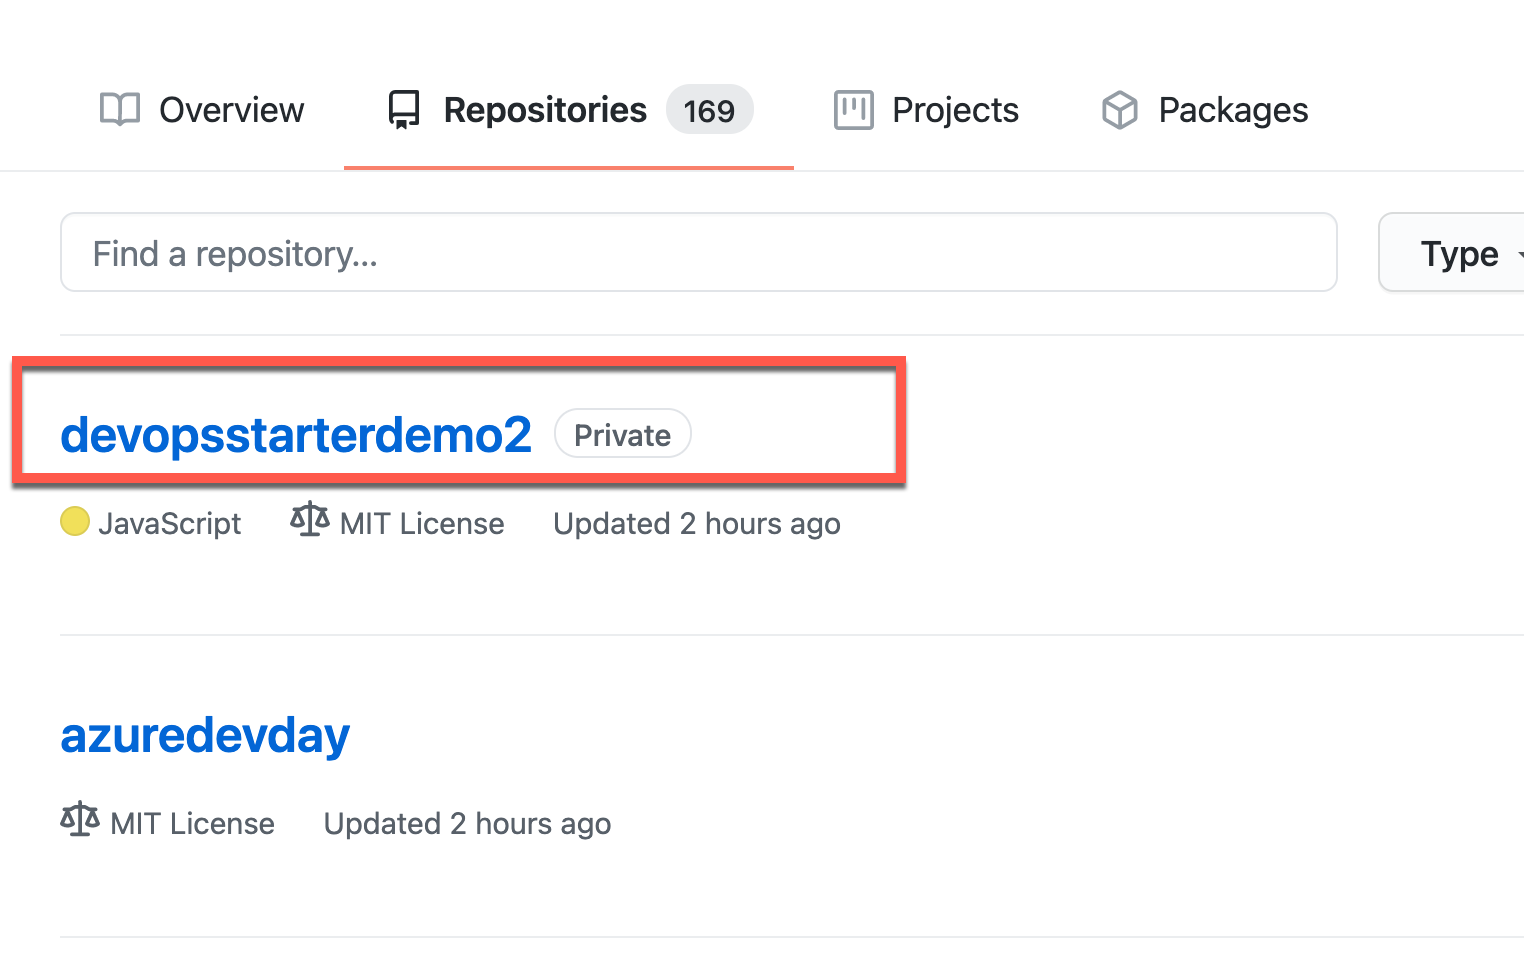 Overview Repositories 169 Projects Packages
Find a repository... Type
devopsstarterdemo2 Private
JavaScript MIT License Updated 2 hours ago
azuredevday
MIT License Updated 2 hours ago